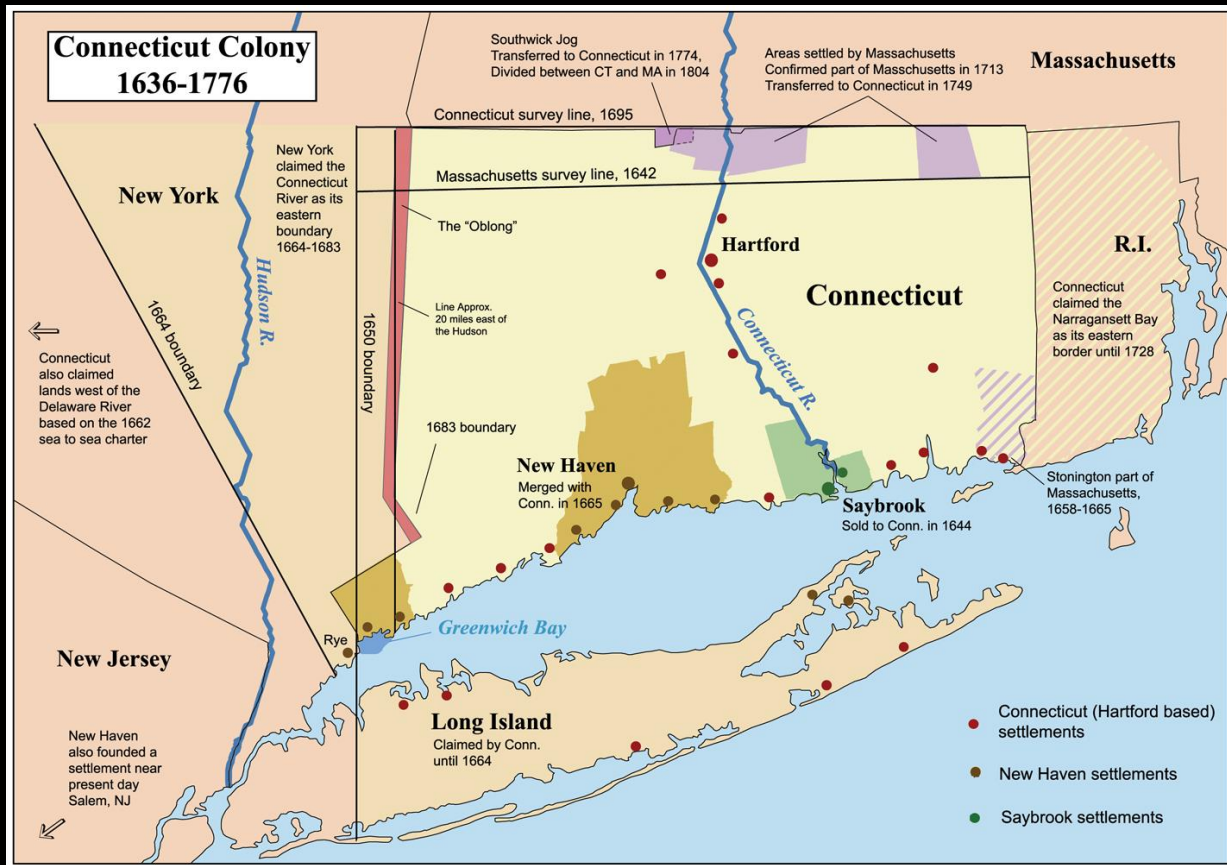 Connecticut Colony
1636-1776
Southwick Jog
Transferred to Connecticut in 1774,
Divided between CT and MA in 1804
Areas settled by Massachusetts
Confirmed part of Masschusetts in 1713
Transferred to Connecticut in 1749
Massachusetts
Connecticut survey line, 1695
New York
claimed the
Connecticut
River as its
eastern
boundary
1664-1683
Massachusetts survey line, 1642
New York
The "Oblong"
Hudson R.
Hartford
R.I.
Connecticut
Connecticut
claimed the
Narragansett Bay
as its eastern
border until 1728
Line Approx.
20 miles east of
the Hudson
1664 boundary
1650 boundary
Connecticut R.
Connecticut
also claimed
lands west of the
Delaware River
based on the 1662
sea to sea charter
1683 boundary
New Haven
Merged with
Conn. in 1665
Saybrook
Sold to Conn. in 1644
Stonington part of
Massachusetts,
1658-1665
Rye
Greenwich Bay
New Jersey
Long Island
Claimed by Conn.
until 1664
New Haven
also founded a
settlement near
present day
Salem, NJ
Connecticut (Hartford based)
settlements
New Haven settlements
Saybrook settlements